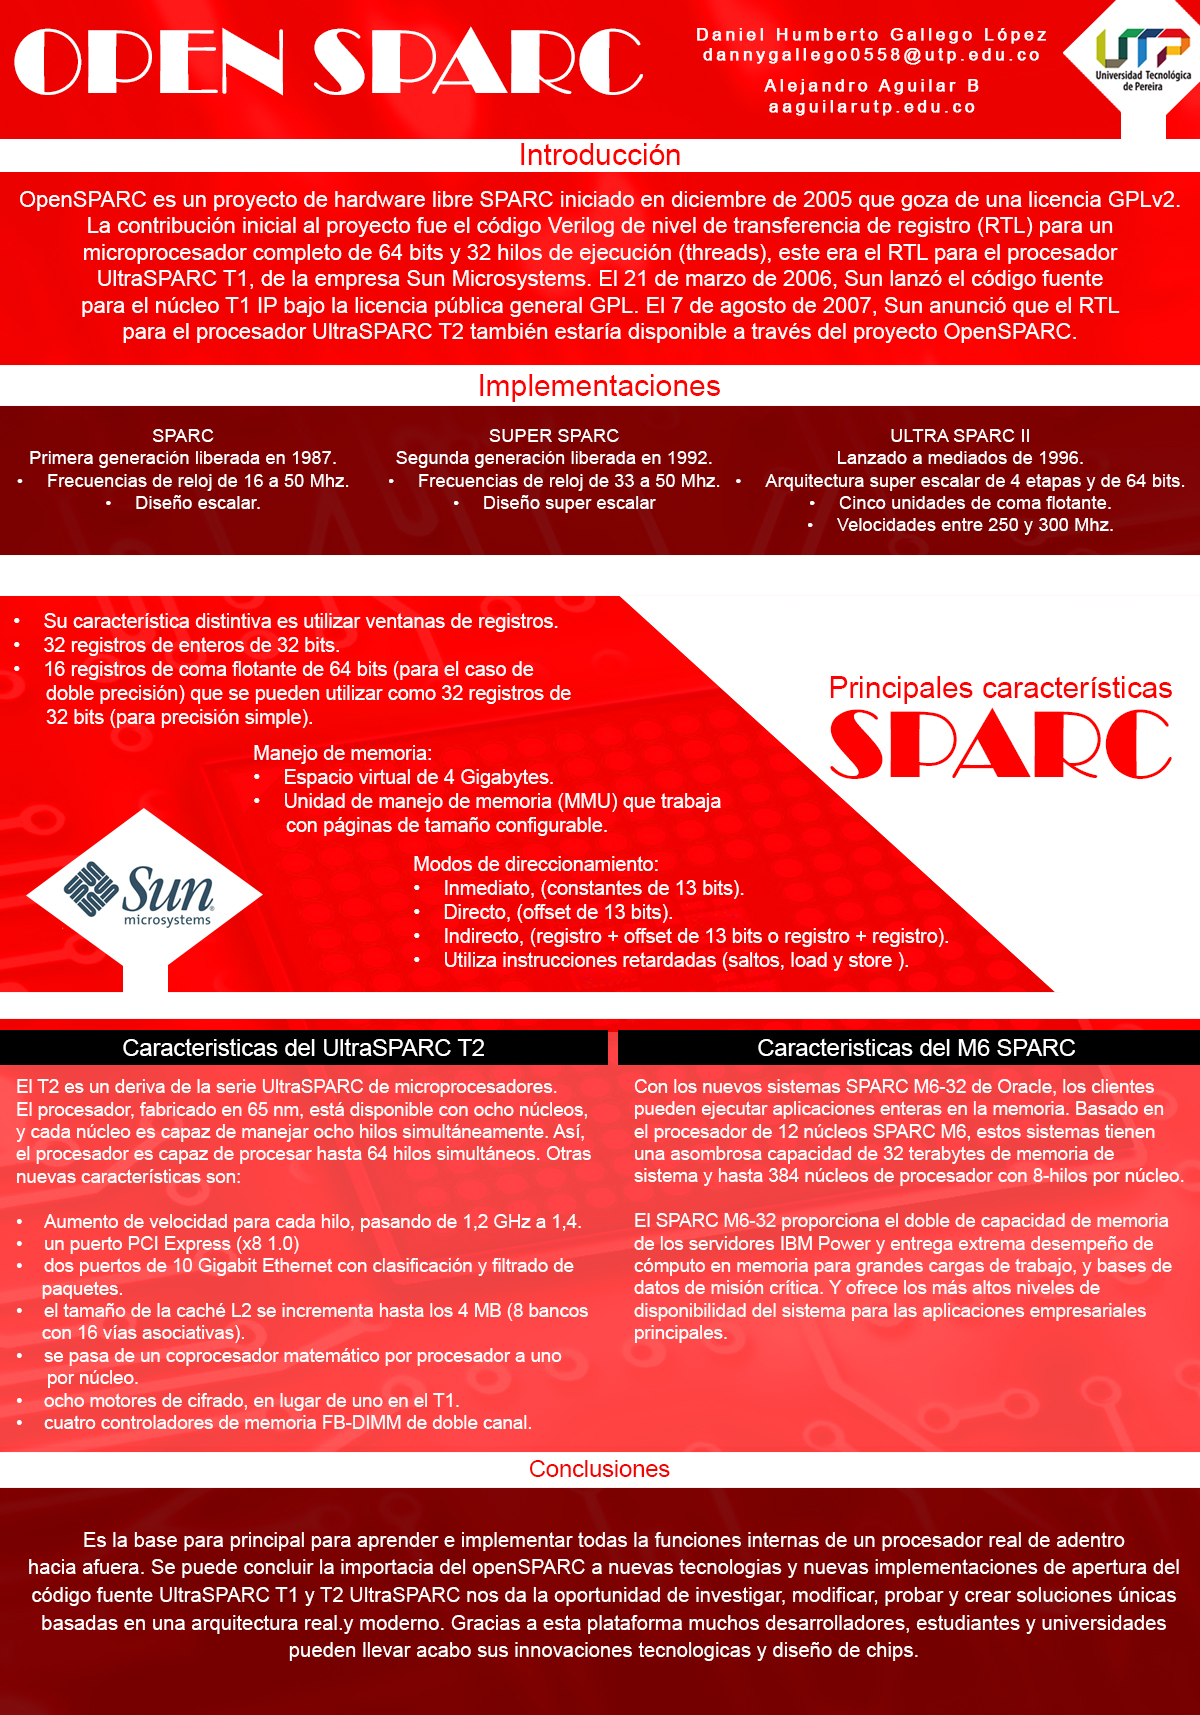 OPEN SPARC
Daniel Humberto Gallego López
dannygallego0558@utp.edu.co
Alejandro Aguilar B
aaguilarutp.edu.co
UTP
Universidad Tecnológica
de Pereira
Introducción
OpenSPARC es un proyecto de hardware libre SPARC iniciado en diciembre de 2005 que goza de una licencia GPLv2.
La contribución inicial al proyecto fue el código Verilog de nivel de transferencia de registro (RTL) para un
microprocesador completo de 64 bits y 32 hilos de ejecución (threads), este era el RTL para el procesador
UltraSPARC T1, de la empresa Sun Microsystems. El 21 de marzo de 2006, Sun lanzó el código fuente
para el núcleo T1 IP bajo la licencia pública general GPL. El 7 de agosto de 2007, Sun anunció que el RTL
para el procesador UltraSPARC T2 también estaría disponible a través del proyecto OpenSPARC.
Implementaciones
SPARC
Primera generación liberada en 1987.
• Frecuencias de reloj de 16 a 50 Mhz.
• Diseño escalar.
SUPER SPARC
Segunda generación liberada en 1992.
• Frecuencias de reloj de 33 a 50 Mhz.
• Diseño super escalar
ULTRA SPARC II
Lanzado a mediados de 1996.
• Arquitectura super escalar de 4 etapas y de 64 bits.
• Cinco unidades de coma flotante.
• Velocidades entre 250 y 300 Mhz.
• Su característica distintiva es utilizar ventanas de registros.
• 32 registros de enteros de 32 bits.
• 16 registros de coma flotante de 64 bits (para el caso de
doble precisión) que se pueden utilizar como 32 registros de
32 bits (para precisión simple).
Principales características
SPARC
Manejo de memoria:
• Espacio virtual de 4 Gigabytes.
• Unidad de manejo de memoria (MMU) que trabaja
con páginas de tamaño configurable.
Sun
microsystems
Modos de direccionamiento:
• Inmediato, (constantes de 13 bits).
• Directo, (offset de 13 bits).
• Indirecto, (registro + offset de 13 bits o registro + registro).
• Utiliza instrucciones retardadas (saltos, load y store ).
Caracteristicas del UltraSPARC T2
El T2 es un deriva de la serie UltraSPARC de microprocesadores.
El procesador, fabricado en 65 nm, está disponible con ocho núcleos,
y cada núcleo es capaz de manejar ocho hilos simultáneamente. Así,
el procesador es capaz de procesar hasta 64 hilos simultáneos. Otras
nuevas características son:
• Aumento de velocidad para cada hilo, pasando de 1,2 GHz a 1,4.
• un puerto PCI Express (x8 1.0)
• dos puertos de 10 Gigabit Ethernet con clasificación y filtrado de
paquetes.
• el tamaño de la caché L2 se incrementa hasta los 4 MB (8 bancos
con 16 vías asociativas).
• se pasa de un coprocesador matemático por procesador a uno
por núcleo.
• ocho motores de cifrado, en lugar de uno en el T1.
• cuatro controladores de memoria FB-DIMM de doble canal.
Caracteristicas del M6 SPARC
Con los nuevos sistemas SPARC M6-32 de Oracle, los clientes
pueden ejecutar aplicaciones enteras en la memoria. Basado en
el procesador de 12 núcleos SPARC M6, estos sistemas tienen
una asombrosa capacidad de 32 terabytes de memoria de
sistema y hasta 384 núcleos de procesador con 8-hilos por núcleo.
El SPARC M6-32 proporciona el doble de capacidad de memoria
de los servidores IBM Power y entrega extrema desempeño de
cómputo en memoria para grandes cargas de trabajo, y bases de
datos de misión crítica. Y ofrece los más altos niveles de
disponibilidad del sistema para las aplicaciones empresariales
principales.
Conclusiones
Es la base para principal para aprender e implementar todas la funciones internas de un procesador real de adentro
hacia afuera. Se puede concluir la importacia del openSPARC a nuevas tecnologias y nuevas implementaciones de apertura del
código fuente UltraSPARC T1 y T2 UltraSPARC nos da la oportunidad de investigar, modificar, probar y crear soluciones únicas
basadas en una arquitectura real.y moderno. Gracias a esta plataforma muchos desarrolladores, estudiantes y universidades
pueden llevar acabo sus innovaciones tecnologicas y diseño de chips.